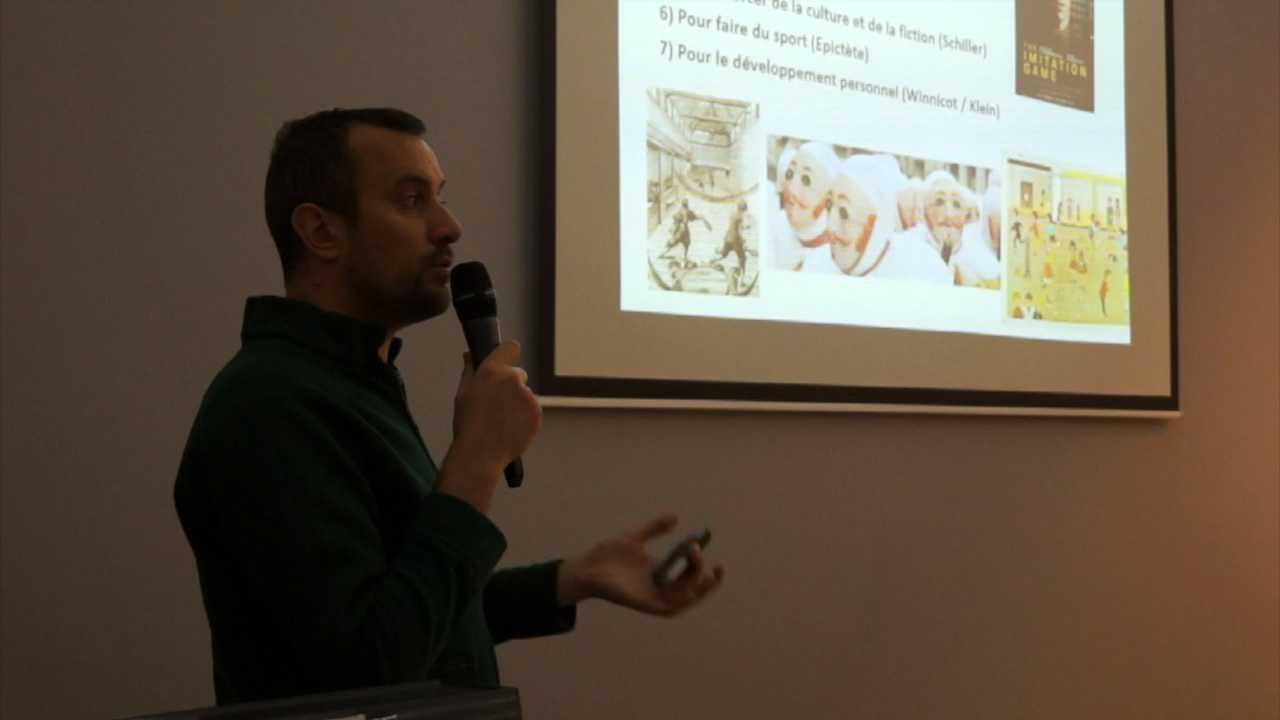 de la culture et de la fiction (Schiller)
6) Pour faire du sport (Epictète)
7) Pour le développement personnel (Winnicot / Klein)
THE
IMITATION
GAME